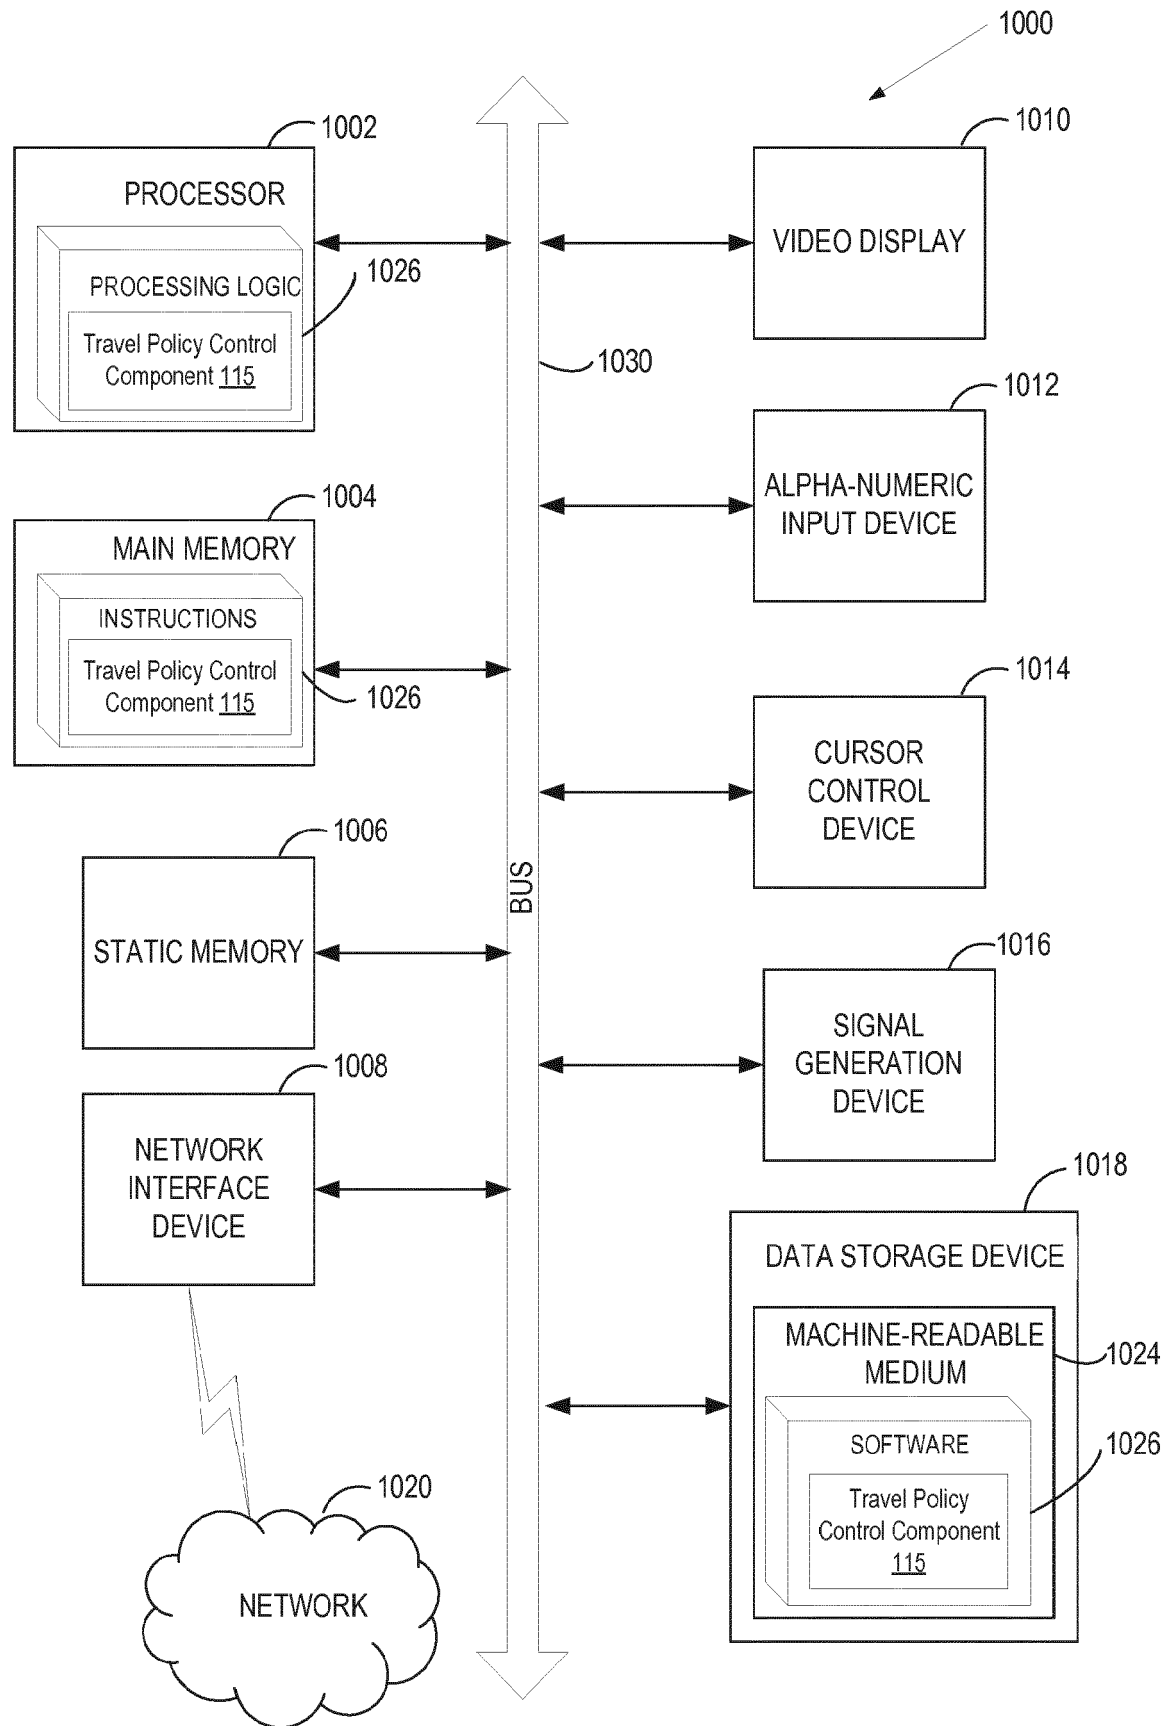 1000
1002
PROCESSOR
PROCESSING LOGIC
1026
Travel Policy Control
Component 115
1004
MAIN MEMORY
INSTRUCTIONS
Travel Policy Control
Component 115
1026
1006
STATIC MEMORY
1008
NETWORK
INTERFACE
DEVICE
1020
NETWORK
1030
BUS
1010
VIDEO DISPLAY
1012
ALPHA-NUMERIC
INPUT DEVICE
1014
CURSOR
CONTROL
DEVICE
1016
SIGNAL
GENERATION
DEVICE
1018
DATA STORAGE DEVICE
MACHINE-READABLE
MEDIUM
1024
SOFTWARE
1026
Travel Policy
Control Component
115